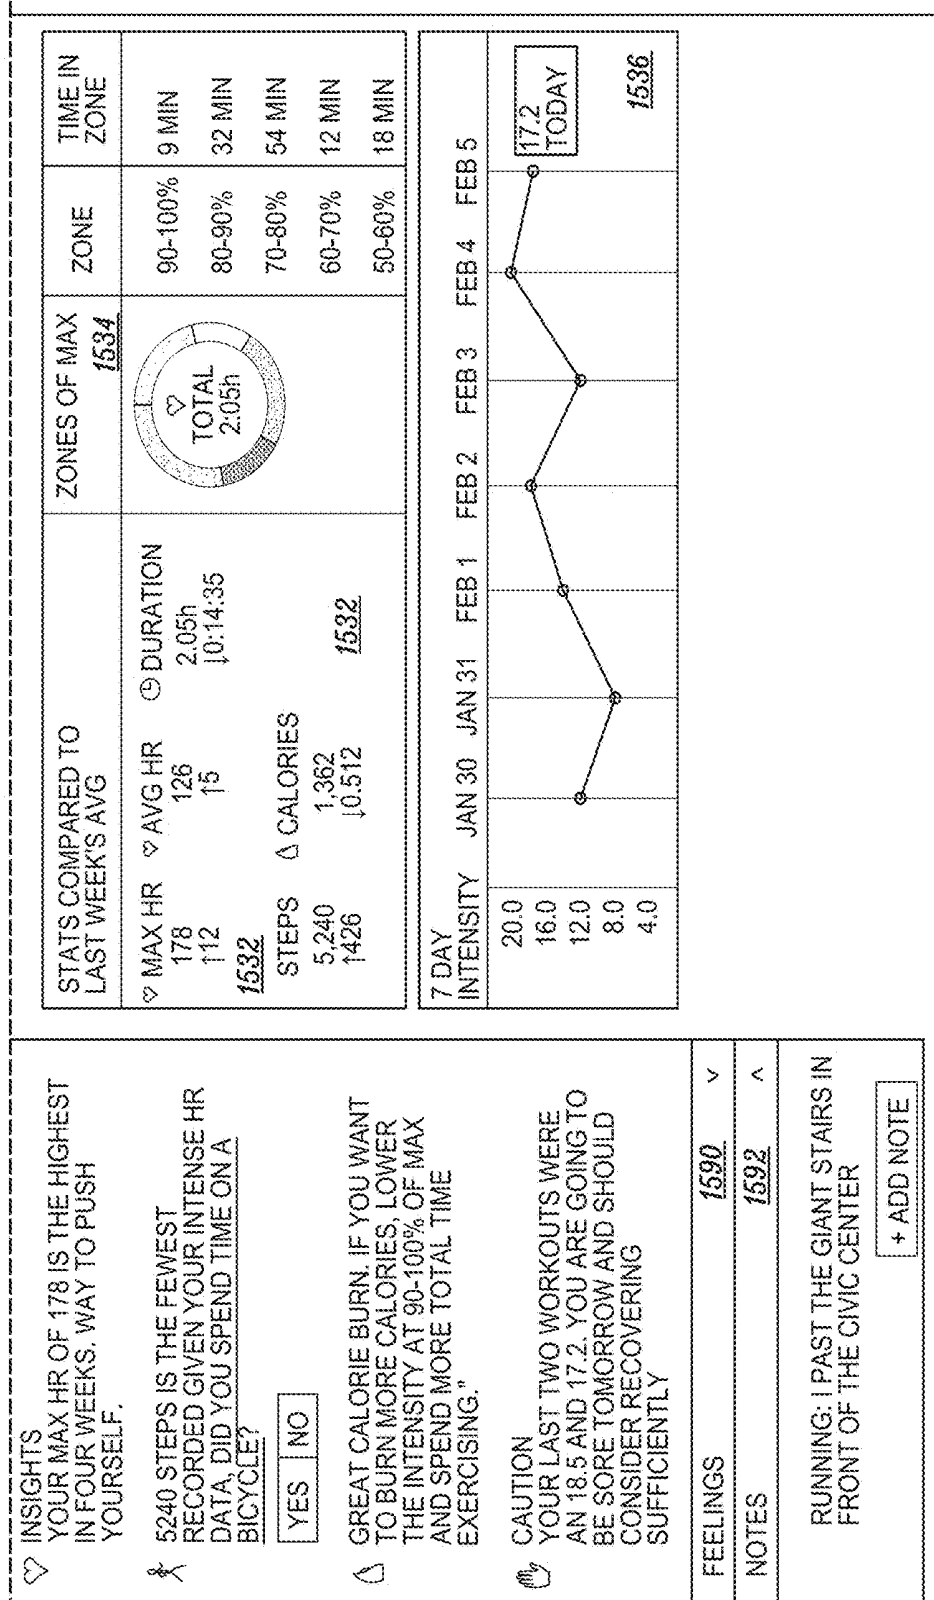 INSIGHTS
YOUR MAX HR OF 178 IS THE HIGHEST
IN FOUR WEEKS. WAY TO PUSH
YOURSELF.
5240 STEPS IS THE FEWEST
RECORDED GIVEN YOUR INTENSE HR
DATA, DID YOU SPEND TIME ON A
BICYCLE?
YES NO
GREAT CALORIE BURN. IF YOU WANT
TO BURN MORE CALORIES, LOWER
THE INTENSITY AT 90-100% OF MAX
AND SPEND MORE TOTAL TIME
EXERCISING."
CAUTION
YOUR LAST TWO WORKOUTS WERE
AN 18.5 AND 17.2. YOU ARE GOING TO
BE SORE TOMORROW AND SHOULD
CONSIDER RECOVERING
SUFFICIENTLY
FEELINGS 1590 v
NOTES 1592 ^
RUNNING: I PAST THE GIANT STAIRS IN
FRONT OF THE CIVIC CENTER
+ ADD NOTE
STATS COMPARED TO
LAST WEEK'S AVG
♡ MAX HR ♡ AVG HR DURATION
178 126 2.05h
↑12 ↑5 ↓0:14:35
1532
STEPS CALORIES
5,240 1,362
↑426 ↓0.512
1532
ZONES OF MAX
1534
♡
TOTAL
2:05h
ZONE TIME IN
ZONE
90-100% 9 MIN
80-90% 32 MIN
70-80% 54 MIN
60-70% 12 MIN
50-60% 18 MIN
7 DAY
INTENSITY JAN 30 JAN 31 FEB 1 FEB 2 FEB 3 FEB 4 FEB 5
20.0
16.0
12.0
8.0
4.0
17.2
TODAY
1536